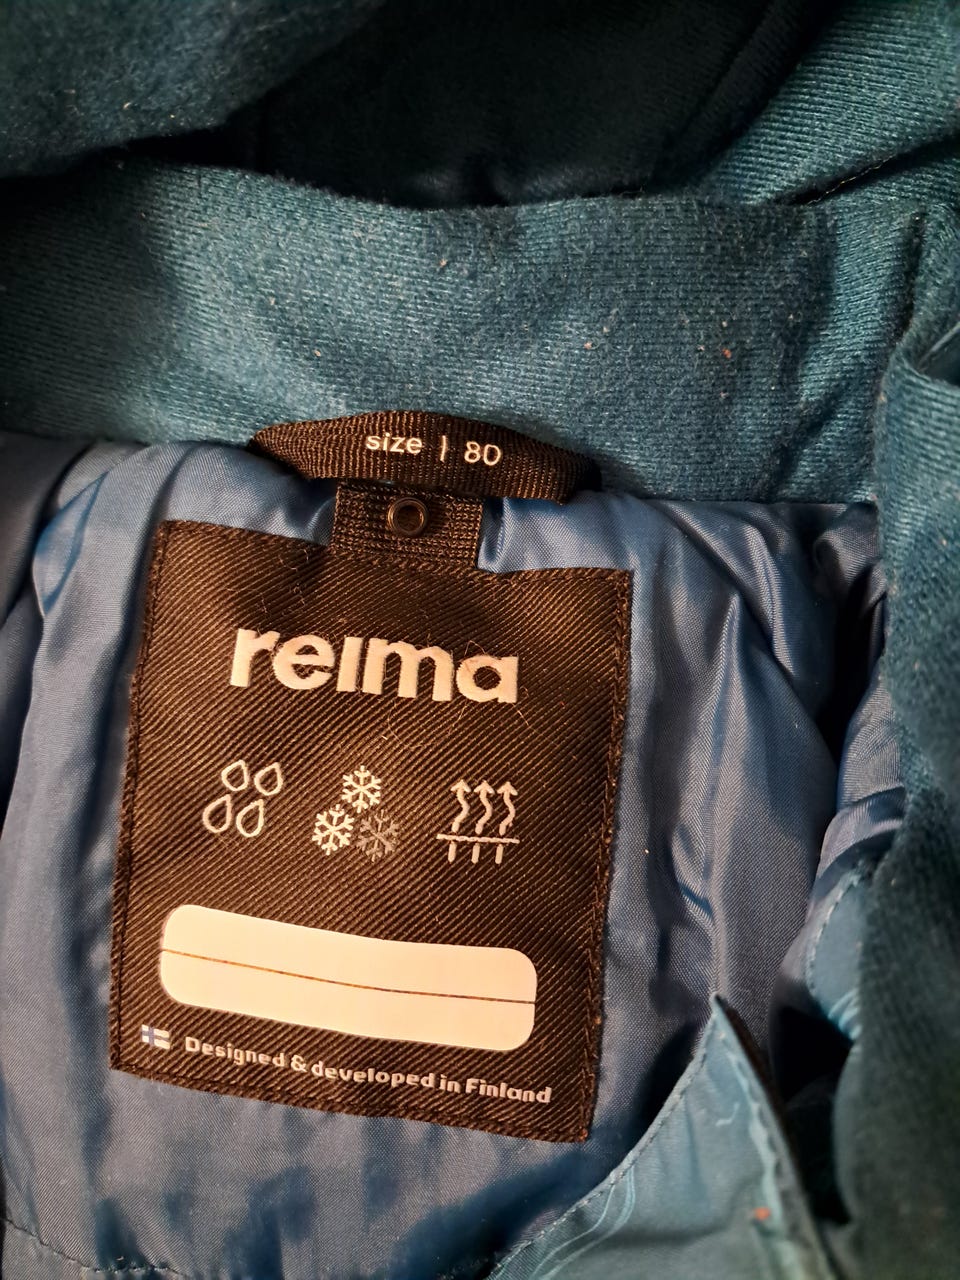 size | 80
reima
Designed & developed in Finland